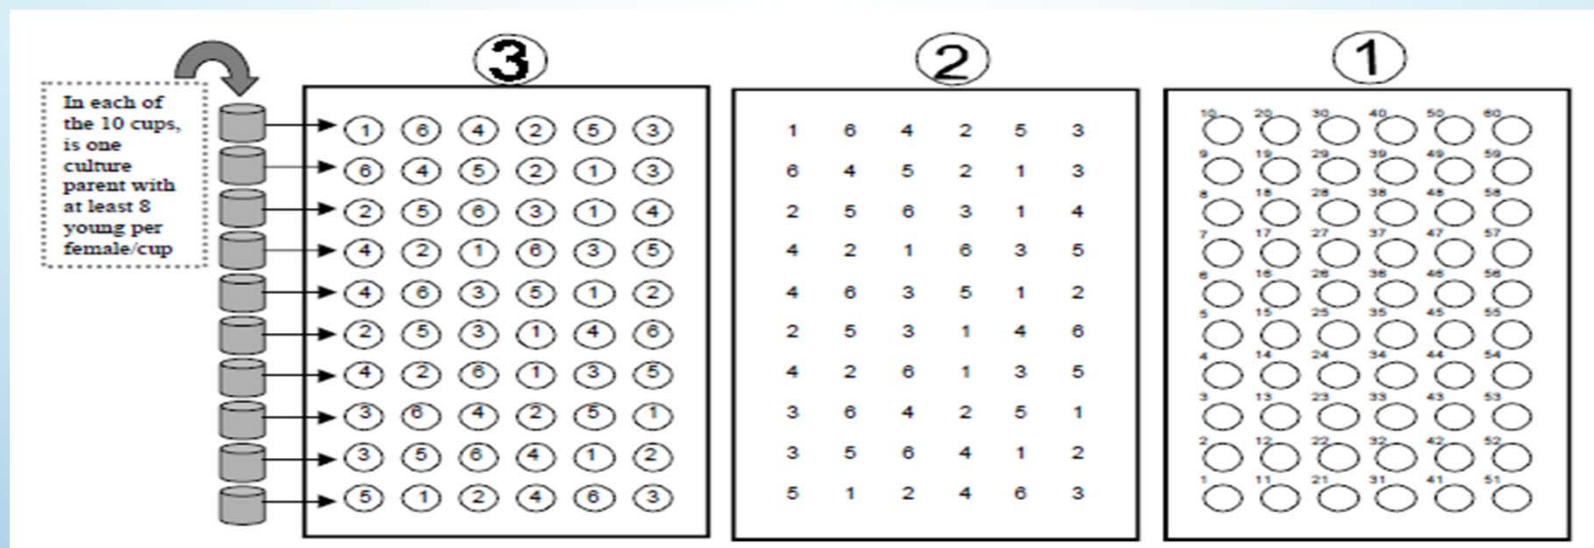 3
2
1
In each of
the 10 cups,
is one
culture
parent with
at least 8
young per
female/cup
1 6 4 2 5 3
6 4 5 2 1 3
2 5 6 3 1 4
4 2 1 6 3 5
4 6 3 5 1 2
2 5 3 1 4 6
4 2 6 1 3 5
3 6 4 2 5 1
3 5 6 4 1 2
5 1 2 4 6 3
1 6 4 2 5 3
6 4 5 2 1 3
2 5 6 3 1 4
4 2 1 6 3 5
4 6 3 5 1 2
2 5 3 1 4 6
4 2 6 1 3 5
3 6 4 2 5 1
3 5 6 4 1 2
5 1 2 4 6 3
10 20 30 40 50 60
9 19 29 39 49 59
8 18 28 38 48 58
7 17 27 37 47 57
6 16 26 36 46 56
5 15 25 35 45 55
4 14 24 34 44 54
3 13 23 33 43 53
2 12 22 32 42 52
1 11 21 31 41 51